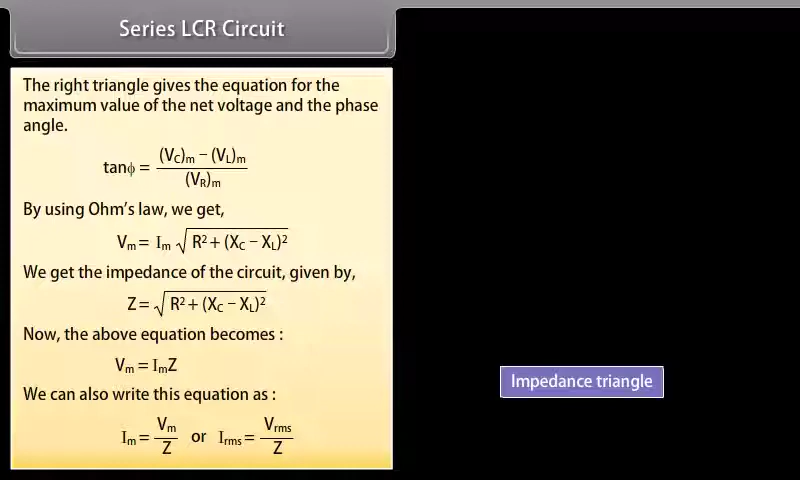 Series LCR Circuit
The right triangle gives the equation for the
maximum value of the net voltage and the phase
angle.
tanϕ = (V_C)_m − (V_L)_m / (V_R)_m
By using Ohm's law, we get,
V_m = I_m √(R² + (X_C − X_L)²)
We get the impedance of the circuit, given by,
Z = √(R² + (X_C − X_L)²)
Now, the above equation becomes :
V_m = I_mZ
We can also write this equation as :
I_m = V_m / Z or I_rms = V_rms / Z
Impedance triangle